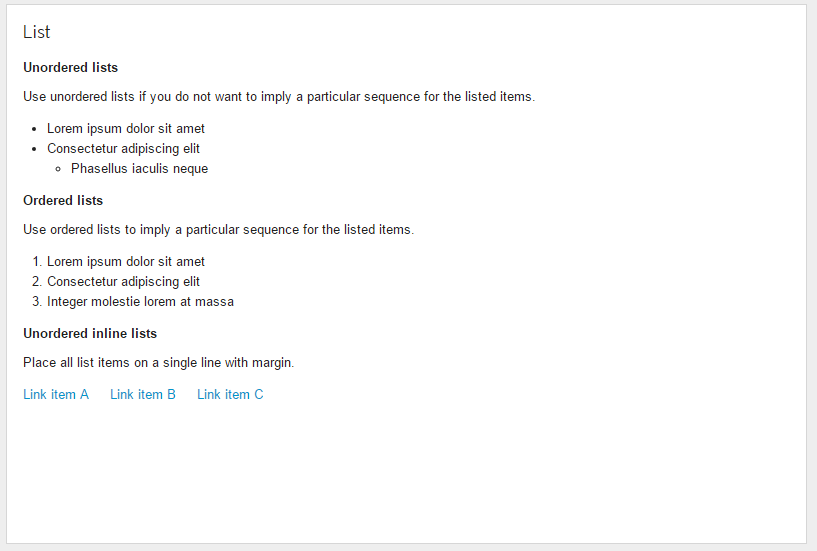 List
Unordered lists
Use unordered lists if you do not want to imply a particular sequence for the listed items.
• Lorem ipsum dolor sit amet
• Consectetur adipiscing elit
◦ Phasellus iaculis neque
Ordered lists
Use ordered lists to imply a particular sequence for the listed items.
1. Lorem ipsum dolor sit amet
2. Consectetur adipiscing elit
3. Integer molestie lorem at massa
Unordered inline lists
Place all list items on a single line with margin.
Link item A Link item B Link item C